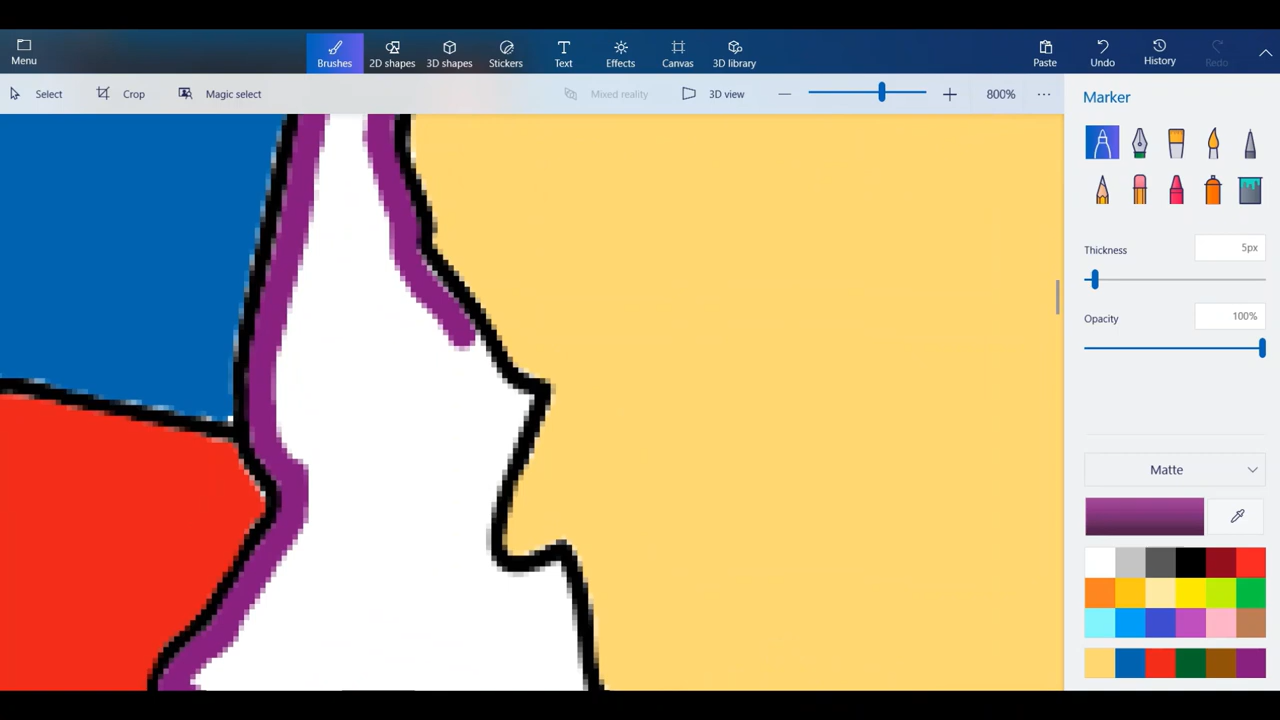 Menu
Brushes
2D shapes
3D shapes
Stickers
Text
Effects
Canvas
3D library
Paste
Undo
History
Redo
Select
Crop
Magic select
Mixed reality
3D view
800%
Marker
Thickness
5px
Opacity
100%
Matte